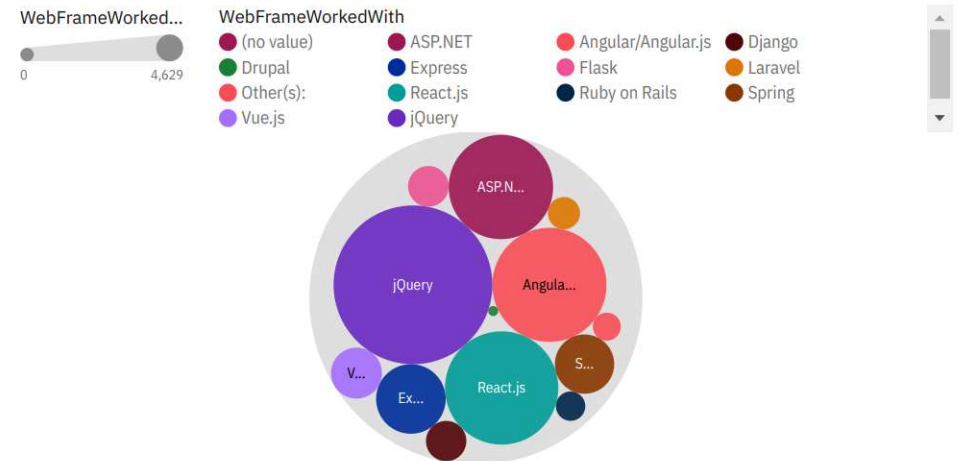 WebFrameWorked...
0 4,629
WebFrameWorkedWith
(no value) ASP.NET Angular/Angular.js Django
Drupal Express Flask Laravel
Other(s): React.js Ruby on Rails Spring
Vue.js jQuery
ASP.N...
jQuery
Angula...
S...
V...
React.js
Ex...